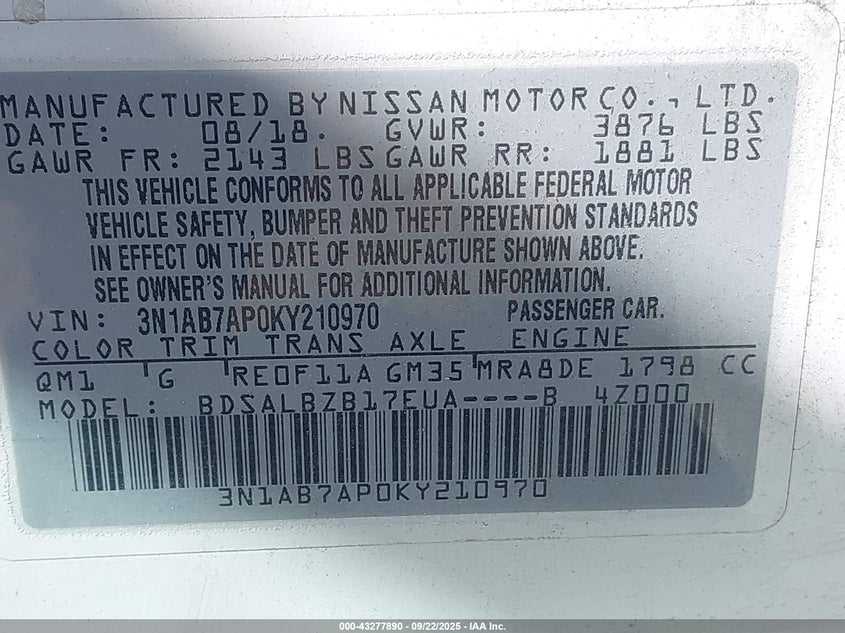 MANUFACTURED BY NISSAN MOTOR CO., LTD.
DATE: 08/18. GVWR: 3876 LBS
GAWR FR: 2143 LBS GAWR RR: 1881 LBS
THIS VEHICLE CONFORMS TO ALL APPLICABLE FEDERAL MOTOR
VEHICLE SAFETY, BUMPER AND THEFT PREVENTION STANDARDS
IN EFFECT ON THE DATE OF MANUFACTURE SHOWN ABOVE.
SEE OWNER'S MANUAL FOR ADDITIONAL INFORMATION.
VIN: 3N1AB7AP0KY210970 PASSENGER CAR.
COLOR TRIM TRANS AXLE ENGINE
QM1 G RE0F11A GM35 MRA8DE 1798 CC
MODEL: BDSALBZB17EUA----B 4Z000
3N1AB7AP0KY210970
000-43277890 - 09/22/2025 - IAA Inc.